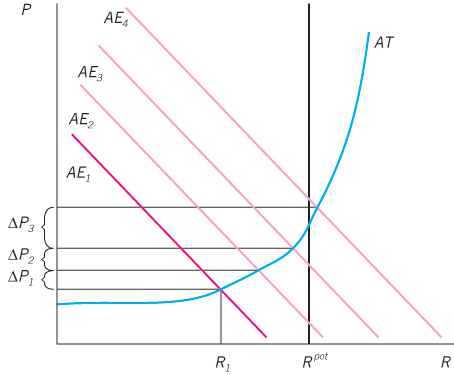 P
AE₄
AT
AE₃
AE₂
AE₁
ΔP₃
ΔP₂
ΔP₁
R₁
Rᵖᵒᵗ
R